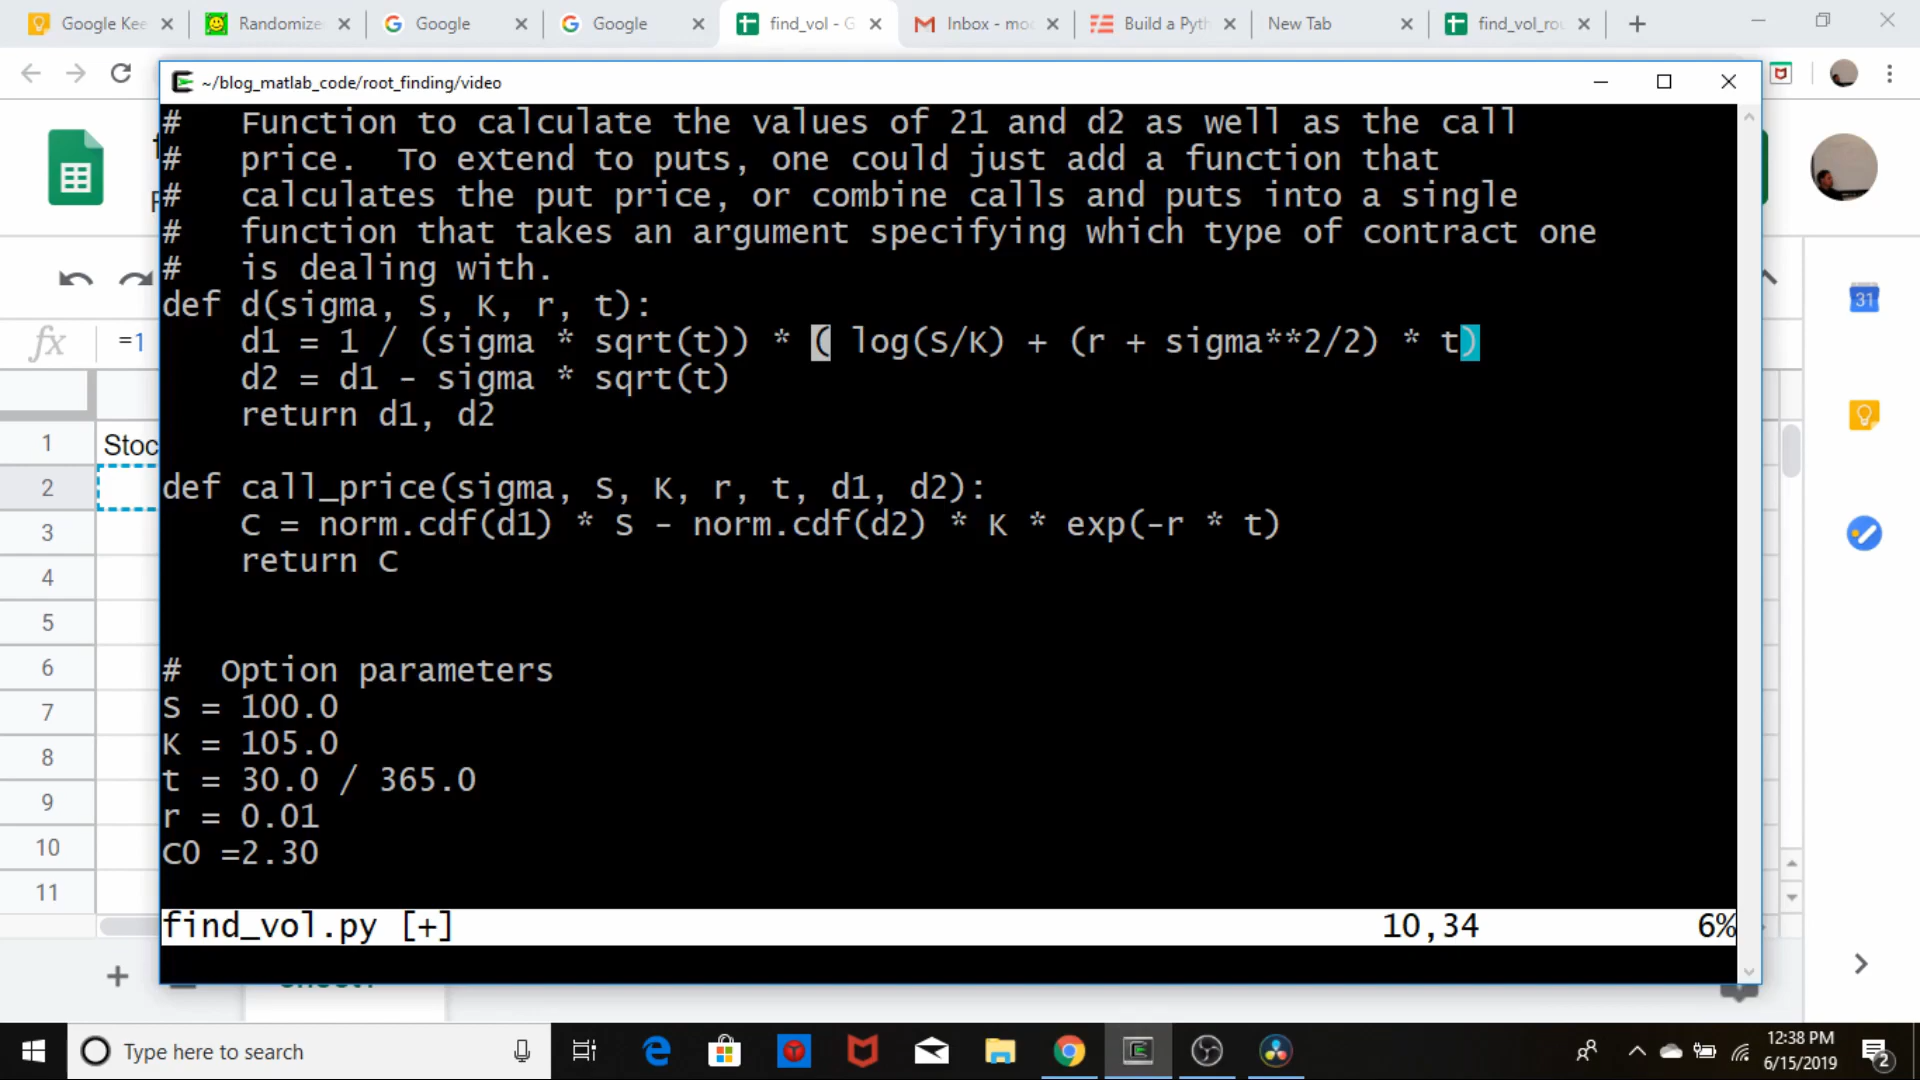 Google Kee
Randomize
Google
Google
find_vol - G
Inbox - mo
Build a Pyth
New Tab
find_vol_rou
~/blog_matlab_code/root_finding/video
#   Function to calculate the values of 21 and d2 as well as the call
#   price.  To extend to puts, one could just add a function that
#   calculates the put price, or combine calls and puts into a single
#   function that takes an argument specifying which type of contract one
#   is dealing with.
def d(sigma, S, K, r, t):
    d1 = 1 / (sigma * sqrt(t)) * ( log(S/K) + (r + sigma**2/2) * t)
    d2 = d1 - sigma * sqrt(t)
    return d1, d2
def call_price(sigma, S, K, r, t, d1, d2):
    C = norm.cdf(d1) * S - norm.cdf(d2) * K * exp(-r * t)
    return C
#  Option parameters
S = 100.0
K = 105.0
t = 30.0 / 365.0
r = 0.01
C0 =2.30
find_vol.py [+]
10,34
6%
fx
=1
1
Stoc
2
3
4
5
6
7
8
9
10
11
31
Type here to search
12:38 PM
6/15/2019
2